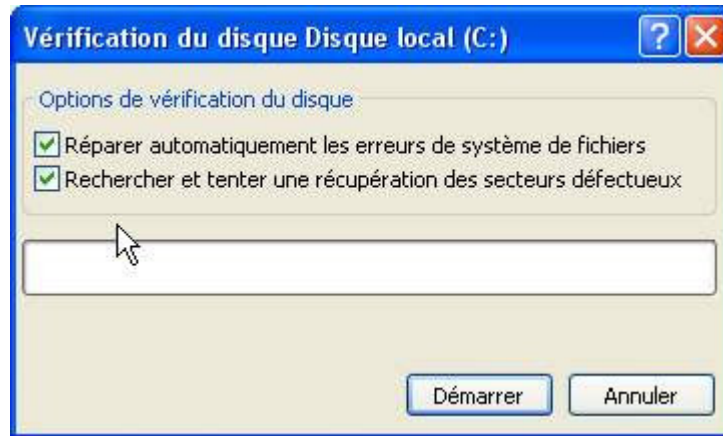 Vérification du disque Disque local (C:)
Options de vérification du disque
Réparer automatiquement les erreurs de système de fichiers
Rechercher et tenter une récupération des secteurs défectueux
Démarrer Annuler